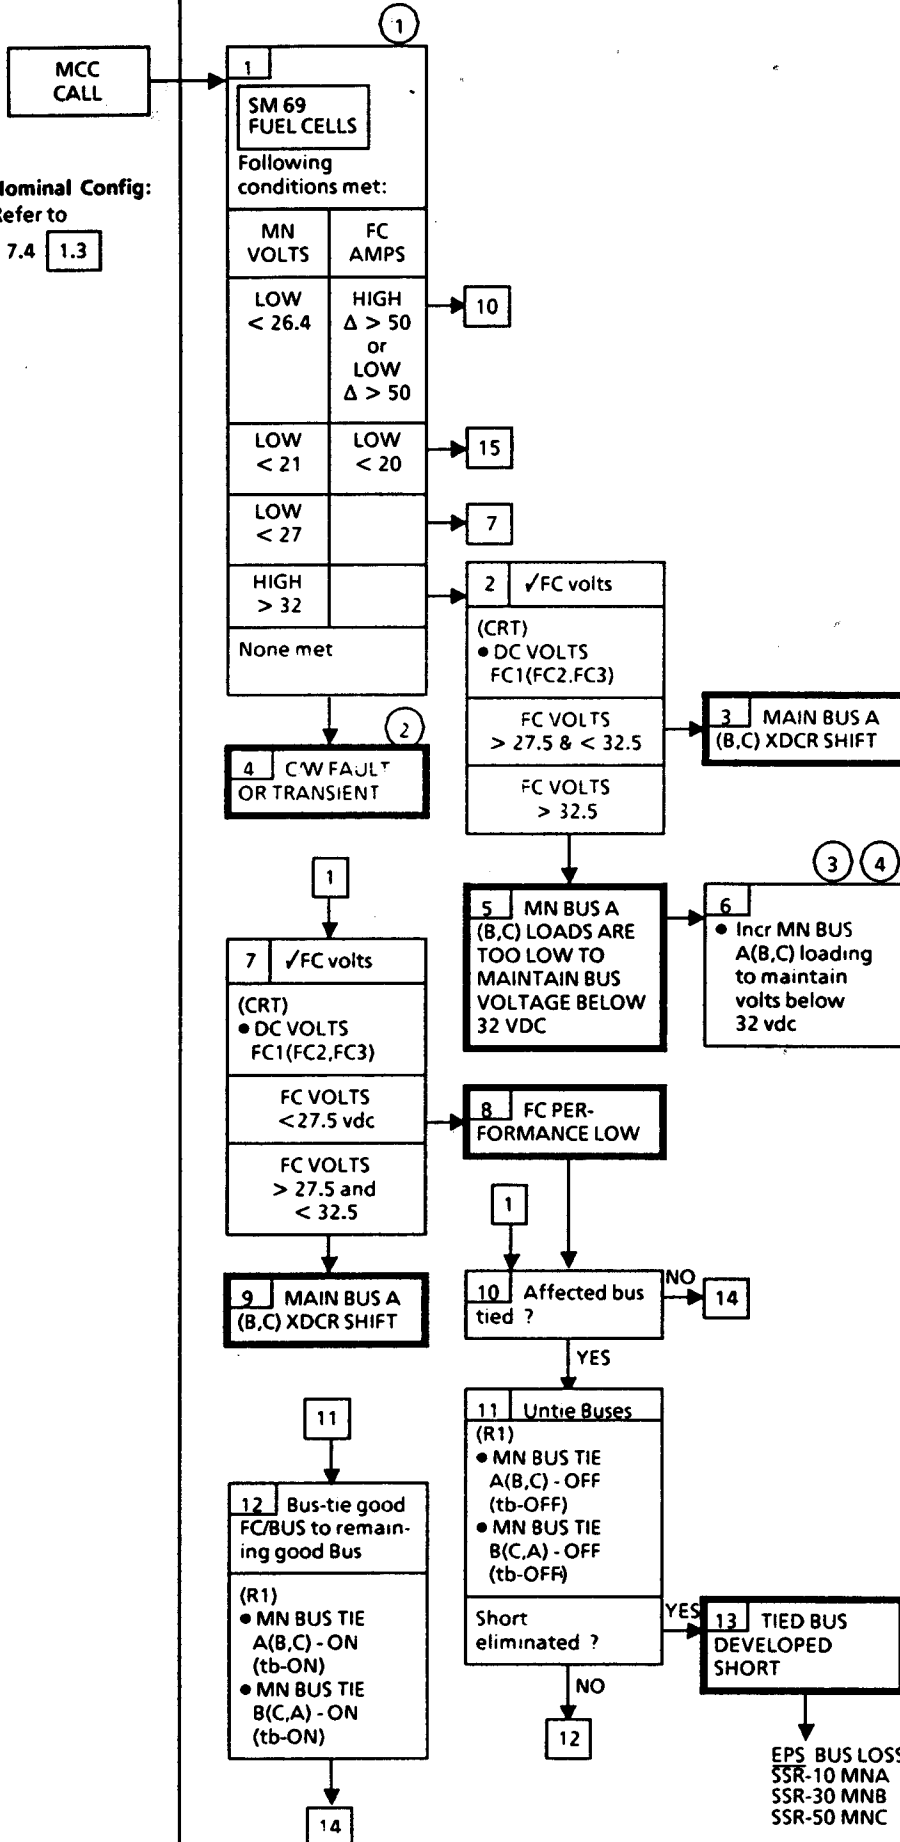 1
MCC
CALL
1
SM 69
FUEL CELLS
Following
conditions met:
Nominal Config:
Refer to
7.4 1.3
MN
VOLTS
FC
AMPS
LOW
< 26.4
HIGH
Δ > 50
or
LOW
Δ > 50
10
LOW
< 21
LOW
< 20
15
LOW
< 27
7
HIGH
> 32
None met
2 ✓FC volts
(CRT)
● DC VOLTS
FC1(FC2,FC3)
FC VOLTS
> 27.5 & < 32.5
FC VOLTS
> 32.5
3 MAIN BUS A
(B,C) XDCR SHIFT
2
4 C/W FAULT
OR TRANSIENT
5 MN BUS A
(B,C) LOADS ARE
TOO LOW TO
MAINTAIN BUS
VOLTAGE BELOW
32 VDC
3 4
6
● Incr MN BUS
A(B,C) loading
to maintain
volts below
32 vdc
1
7 ✓FC volts
(CRT)
● DC VOLTS
FC1(FC2,FC3)
FC VOLTS
<27.5 vdc
FC VOLTS
> 27.5 and
< 32.5
8 FC PER-
FORMANCE LOW
9 MAIN BUS A
(B,C) XDCR SHIFT
1
10 Affected bus
tied ?
NO
14
YES
11 Untie Buses
(R1)
● MN BUS TIE
A(B,C) - OFF
(tb-OFF)
● MN BUS TIE
B(C,A) - OFF
(tb-OFF)
Short
eliminated ?
YES
13 TIED BUS
DEVELOPED
SHORT
NO
12
EPS BUS LOSS
SSR-10 MNA
SSR-30 MNB
SSR-50 MNC
11
12 Bus-tie good
FC/BUS to remain-
ing good Bus
(R1)
● MN BUS TIE
A(B,C) - ON
(tb-ON)
● MN BUS TIE
B(C,A) - ON
(tb-ON)
14